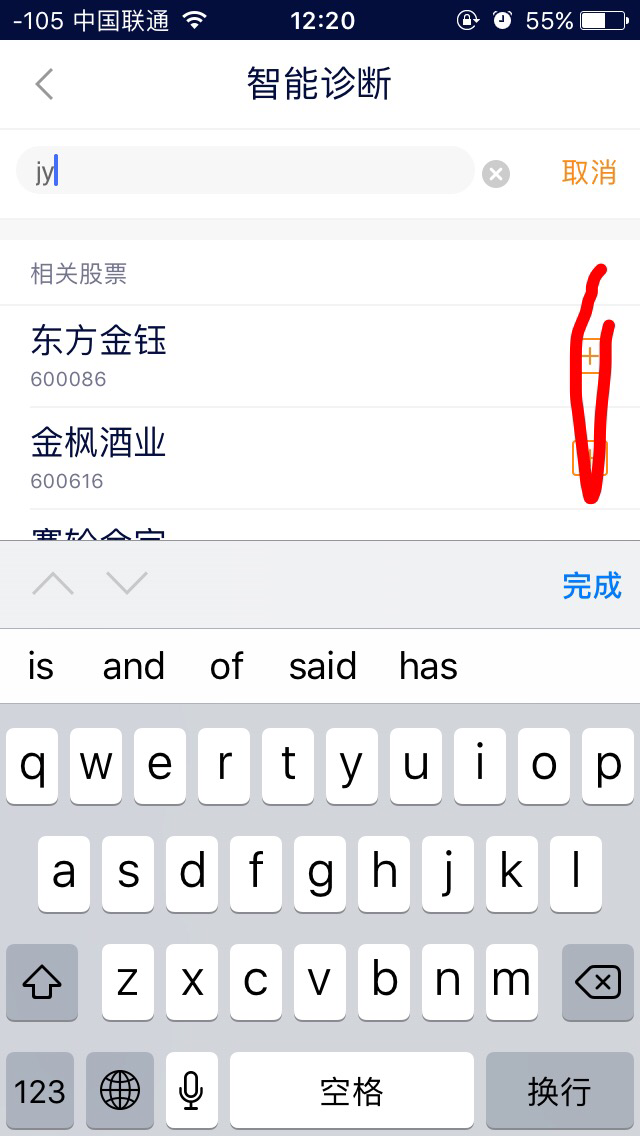 -105 中国联通 12:20 55%
智能诊断
jy 取消
相关股票
东方金钰
600086
金枫酒业
600616
完成
is and of said has
q w e r t y u i o p
a s d f g h j k l
z x c v b n m
123 空格 换行